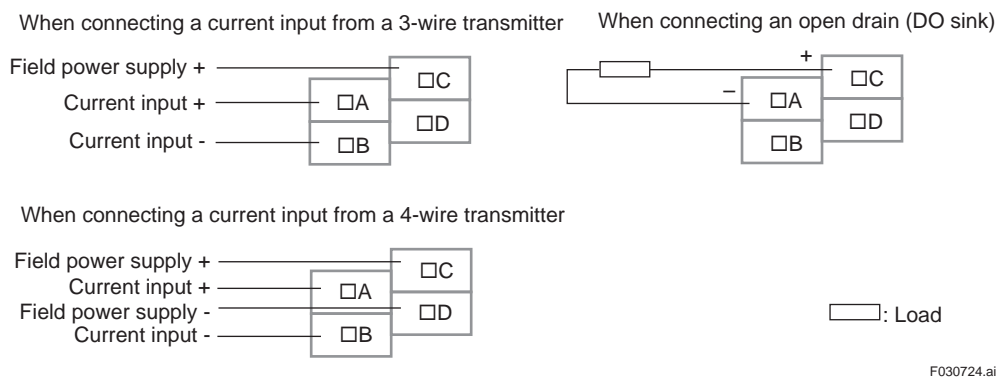 When connecting a current input from a 3-wire transmitter
Field power supply +
Current input +
Current input -
□C
□A
□D
□B
When connecting an open drain (DO sink)
+
–
□C
□A
□D
□B
When connecting a current input from a 4-wire transmitter
Field power supply +
Current input +
Field power supply -
Current input -
□C
□A
□D
□B
: Load
F030724.ai